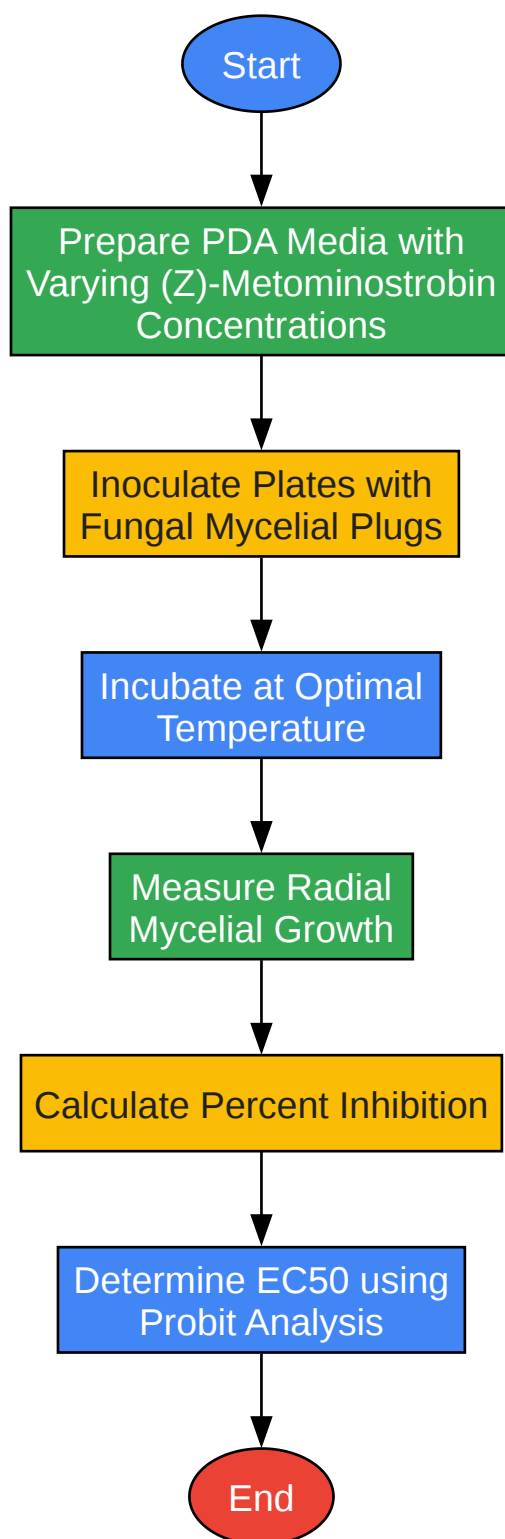 Start
Prepare PDA Media with
Varying (Z)-Metominostrobin
Concentrations
Inoculate Plates with
Fungal Mycelial Plugs
Incubate at Optimal
Temperature
Measure Radial
Mycelial Growth
Calculate Percent Inhibition
Determine EC50 using
Probit Analysis
End